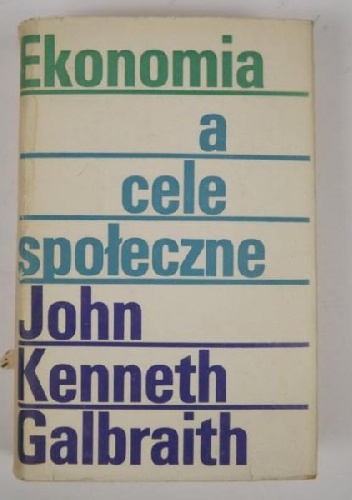 Ekonomia
a
cele
społeczne
John
Kenneth
Galbraith